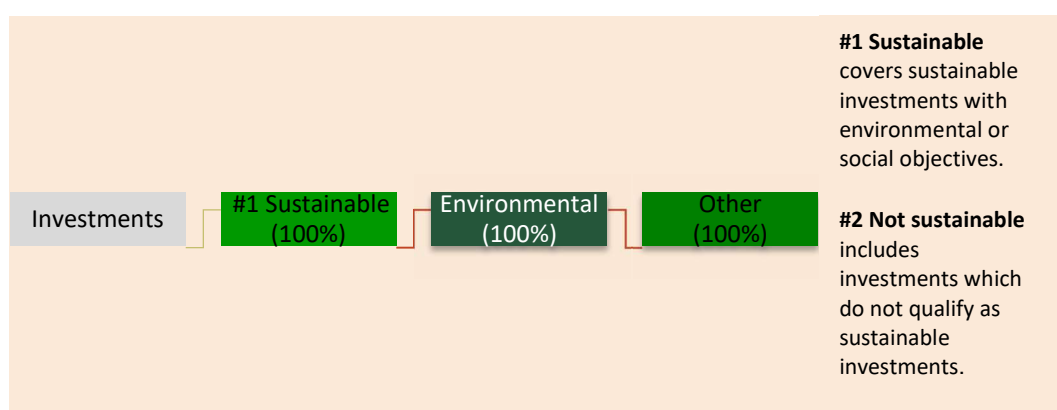 Investments
#1 Sustainable
(100%)
Environmental
(100%)
Other
(100%)
#1 Sustainable
covers sustainable
investments with
environmental or
social objectives.
#2 Not sustainable
includes
investments which
do not qualify as
sustainable
investments.